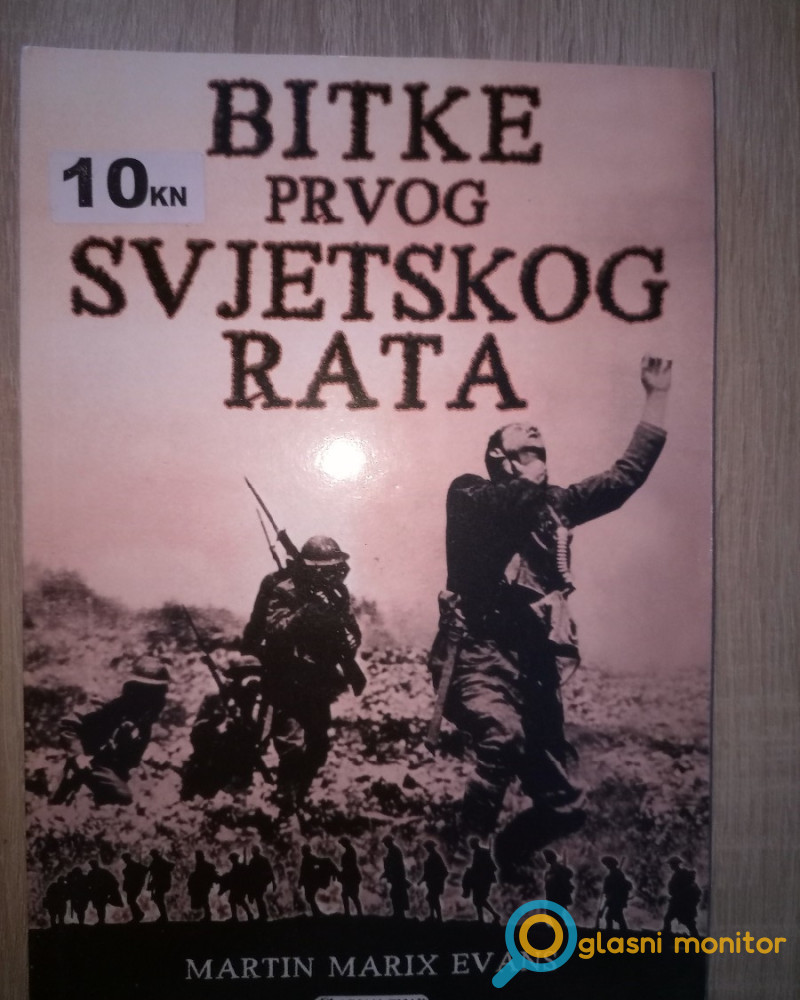 BITKE
10KN
PRVOG
SVJETSKOG
RATA
MARTIN MARIX EVANS
Oglasni monitor